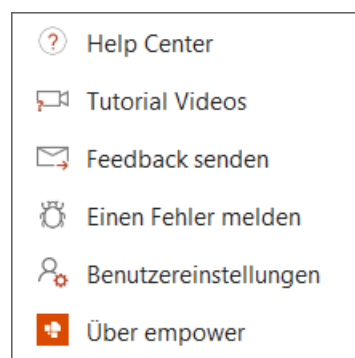 Help Center
Tutorial Videos
Feedback senden
Einen Fehler melden
Benutzereinstellungen
Über empower